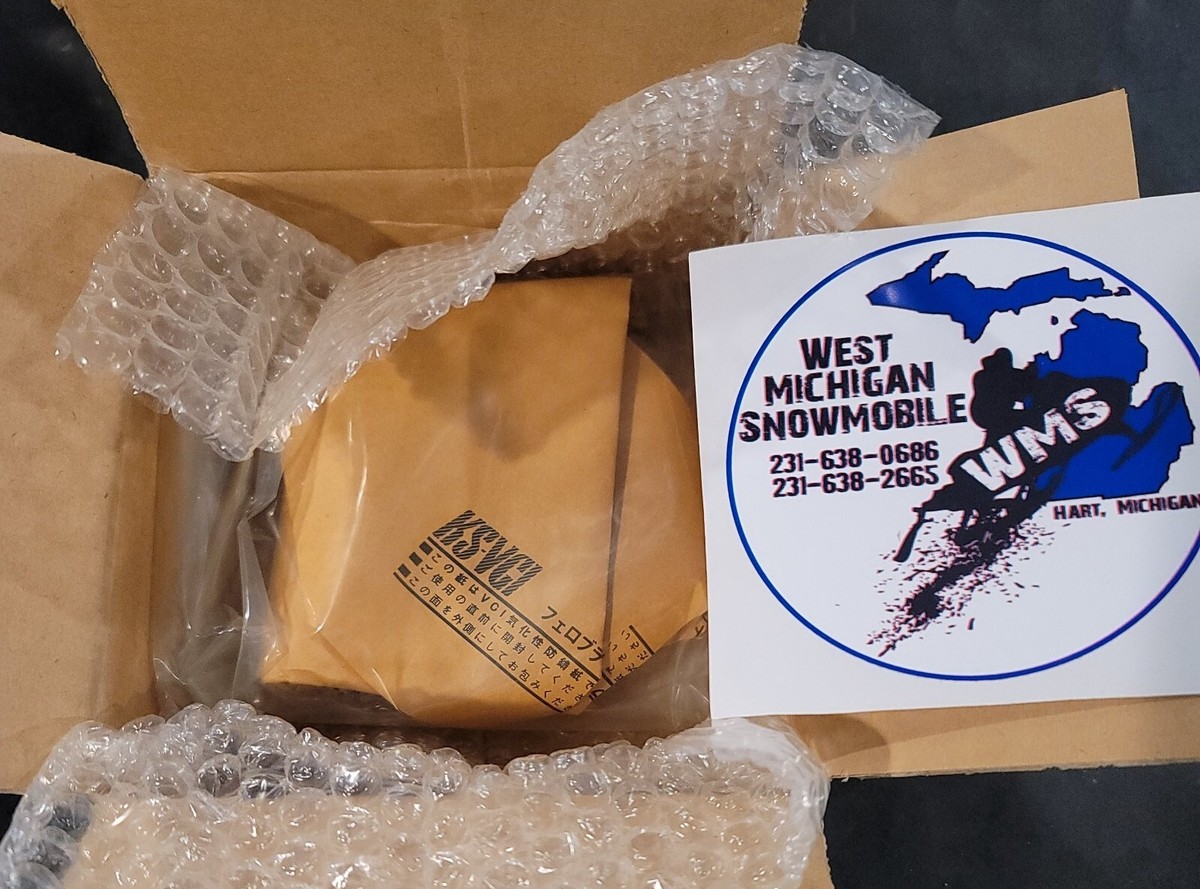 WEST
MICHIGAN
SNOWMOBILE
231-638-0686
231-638-2665
WMS
HART, MICHIGAN
KS-VCI
フェロブラ
■この紙はVCI気化性防錆紙で
■ご使用の直前に開封してくださ
■この面を外側にしてお包みくだ